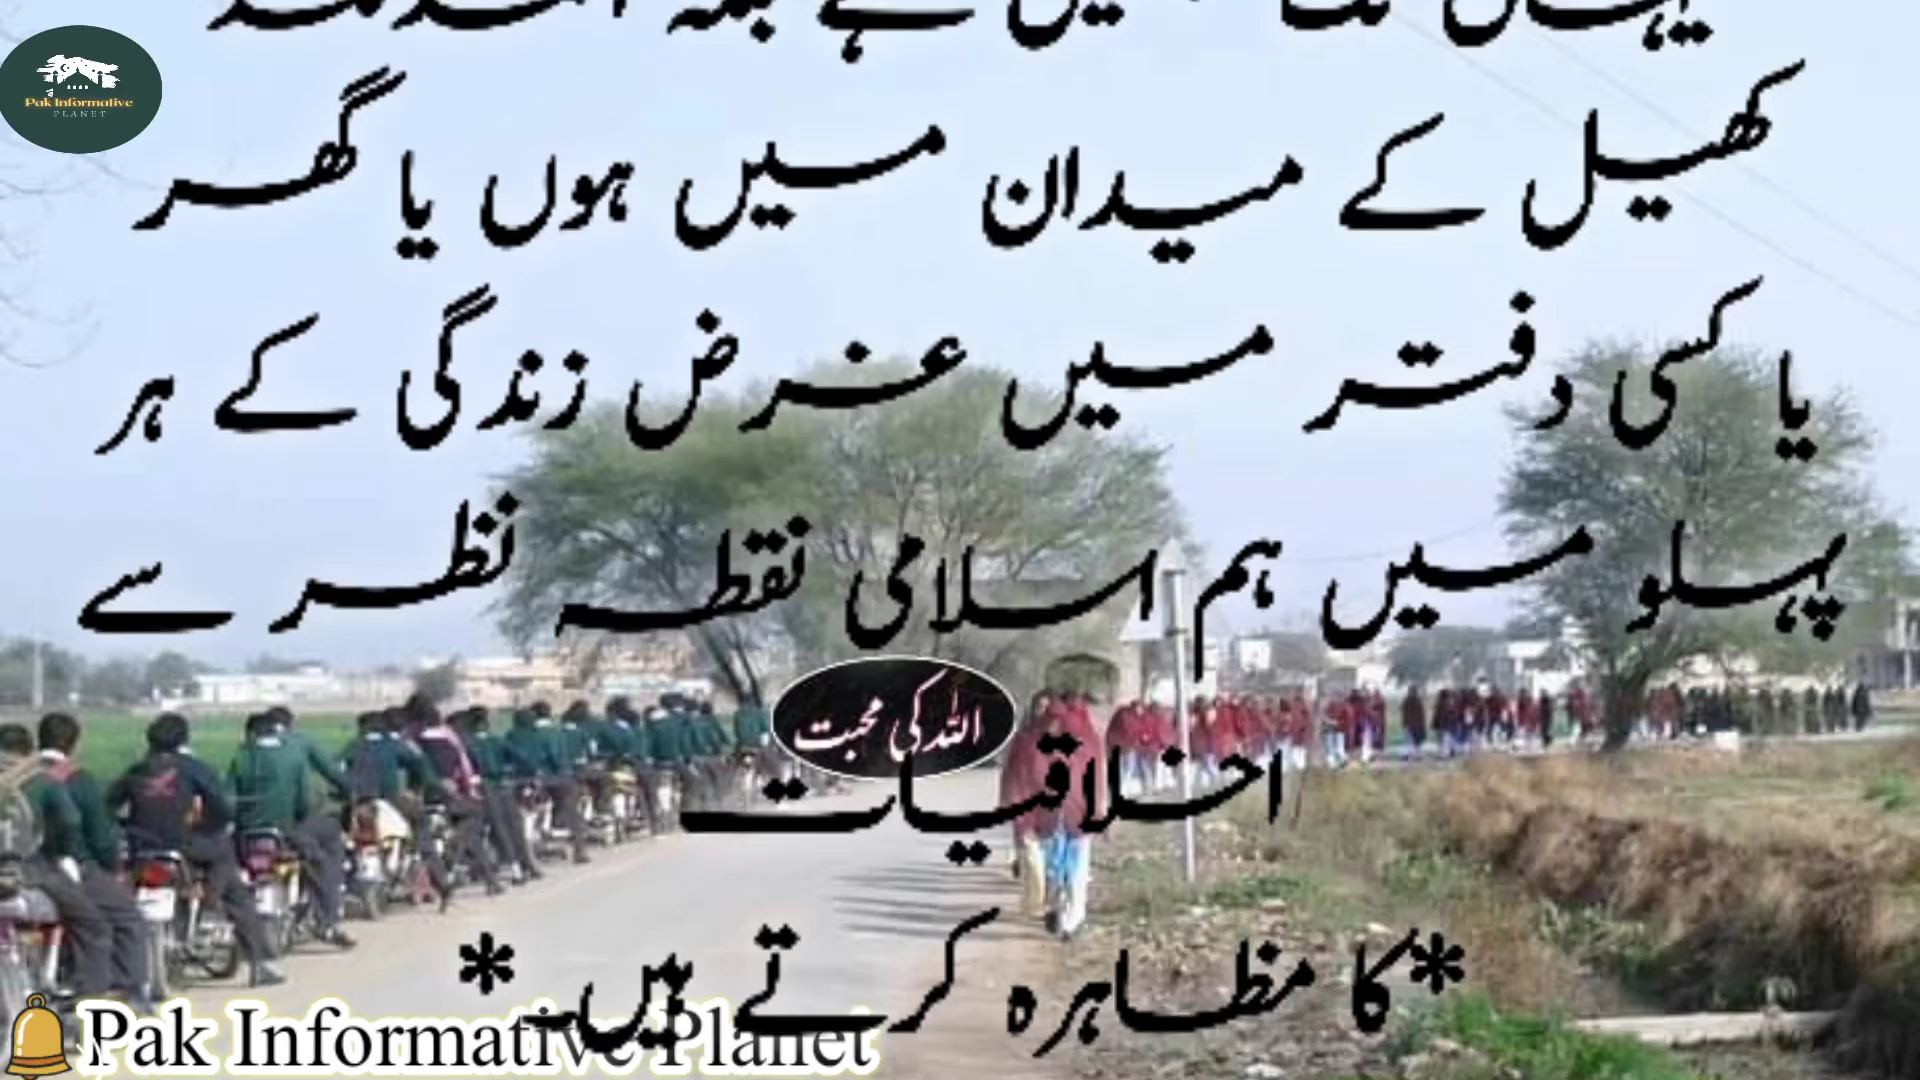 Pak Informative
PLANET
کھیل کے میدان میں ہوں یا گھر
یا کسی دفتر میں غرض زندگی کے ہر
پہلو میں ہم اسلامی نقطہ نظر سے
اللہ کی محبت
اخلاقیات
*کا مظاہرہ کرتے ہیں۔*
Pak Informative Planet